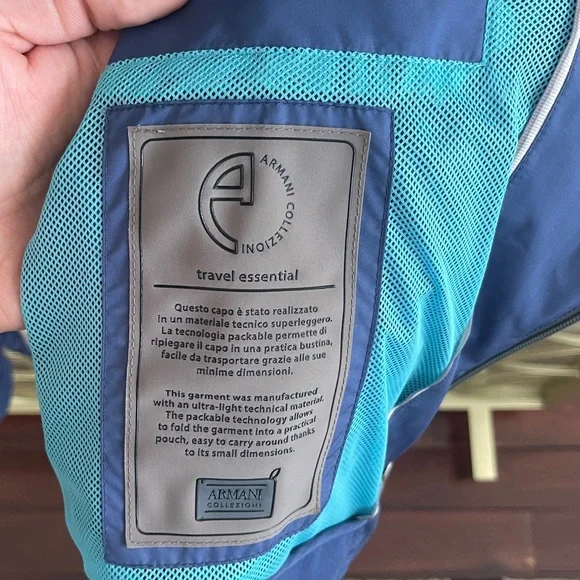 ARMANI COLLEZIONI
travel essential
Questo capo è stato realizzato
in un materiale tecnico superleggero.
La tecnologia packable permette di
ripiegare il capo in una pratica bustina,
facile da trasportare grazie alle sue
minime dimensioni.
This garment was manufactured
with an ultra-light technical material.
The packable technology allows
to fold the garment into a practical
pouch, easy to carry around thanks
to its small dimensions.
ARMANI
COLLEZIONI